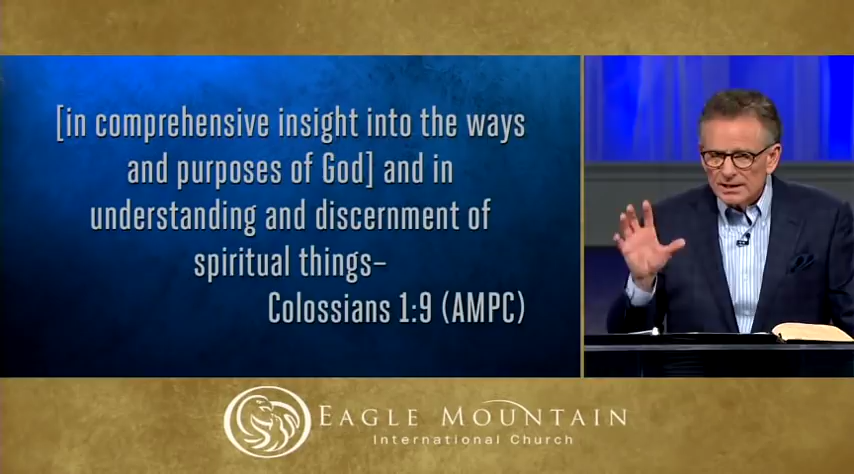 [in comprehensive insight into the ways
and purposes of God] and in
understanding and discernment of
spiritual things–
Colossians 1:9 (AMPC)
EAGLE MOUNTAIN
International Church